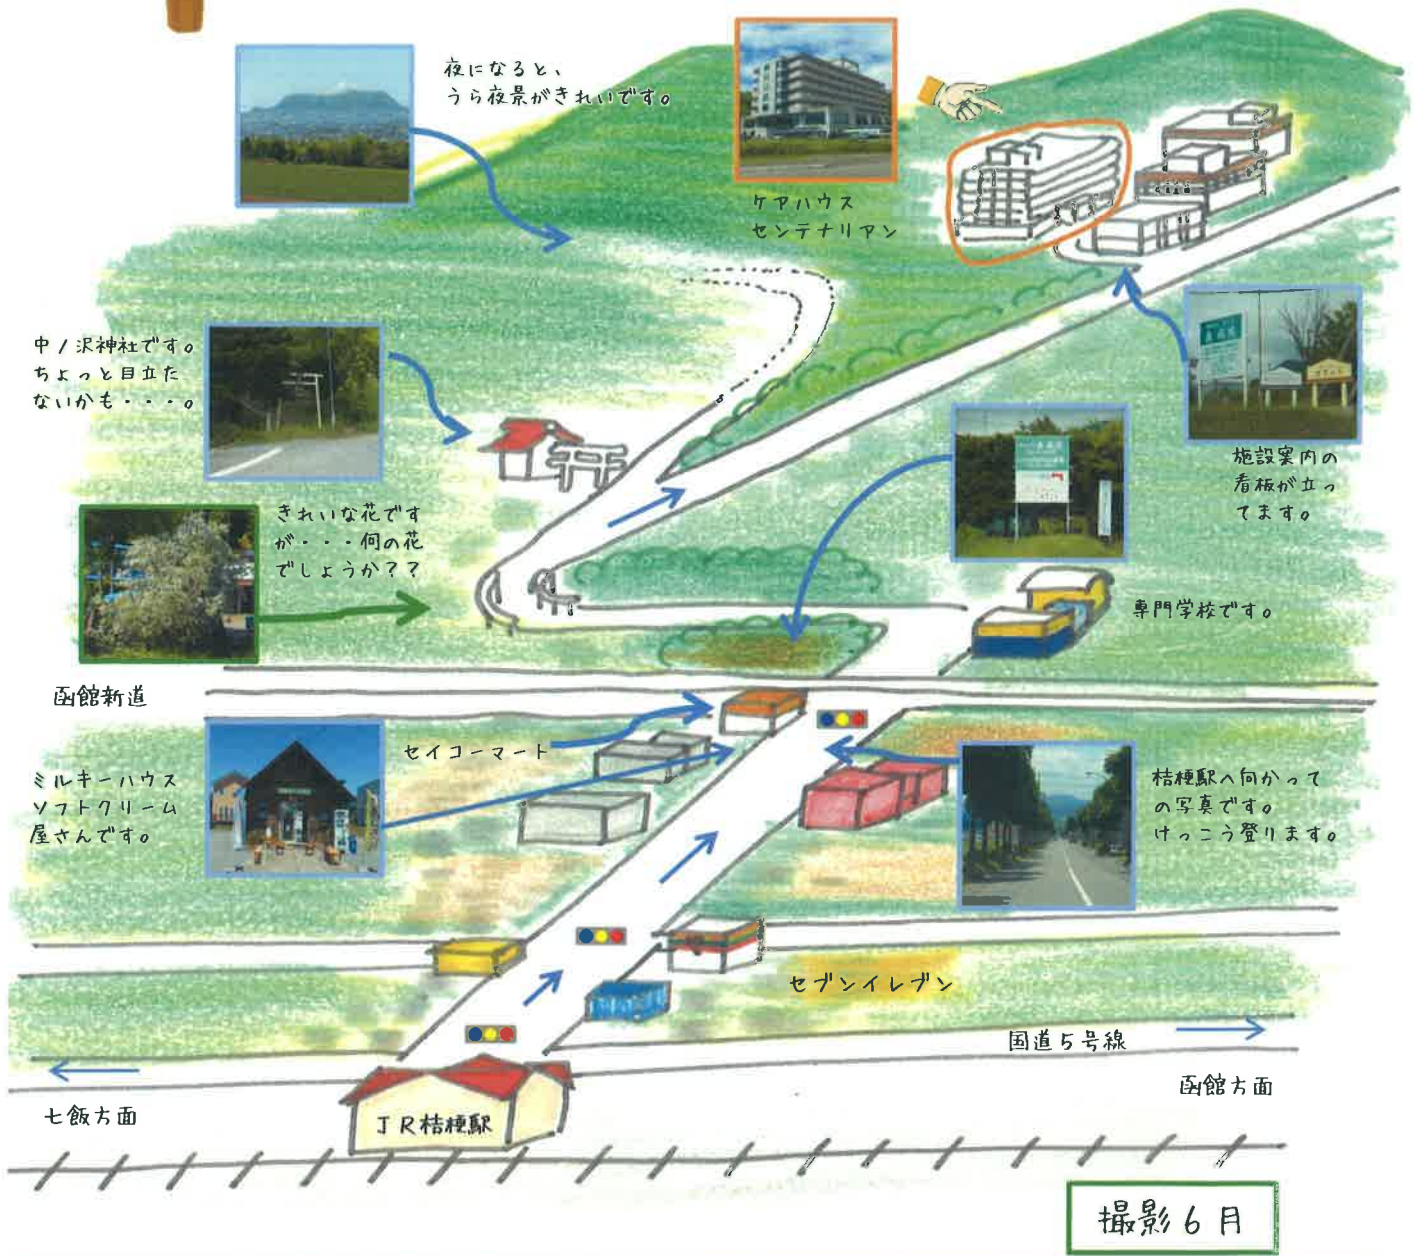 夜になると、
うら夜景がきれいです。
ケアハウス
センテナリアン
中ノ沢神社です。
ちょっと目立た
ないかも・・・。
施設案内の
看板が立っ
てます。
きれいな花です
が・・・何の花
でしょうか??
専門学校です。
函館新道
セイコーマート
ミルキーハウス
ソフトクリーム
屋さんです。
桔梗駅へ向かって
の写真です。
けっこう登ります。
セブンイレブン
国道5号線
函館方面
七飯方面
JR桔梗駅
撮影6月